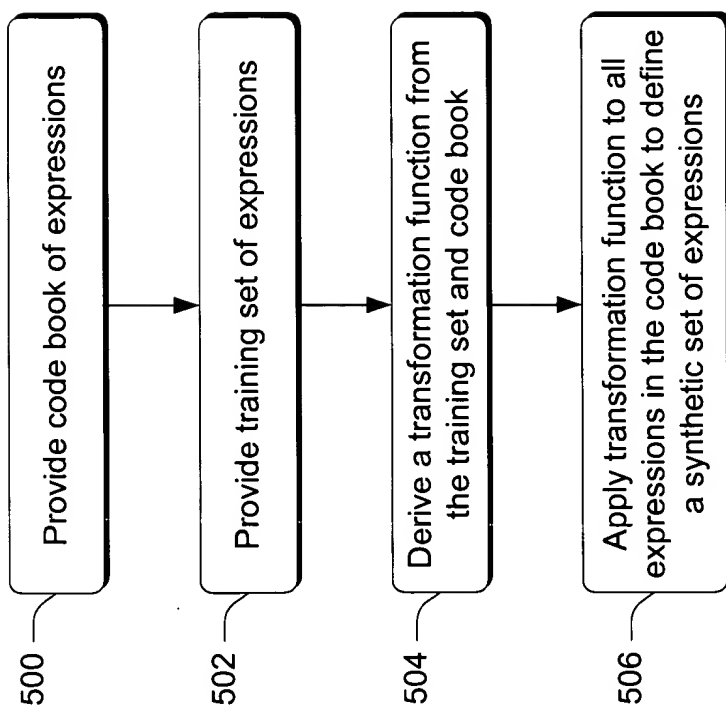 500
Provide code book of expressions
502
Provide training set of expressions
504
Derive a transformation function from
the training set and code book
506
Apply transformation function to all
expressions in the code book to define
a synthetic set of expressions